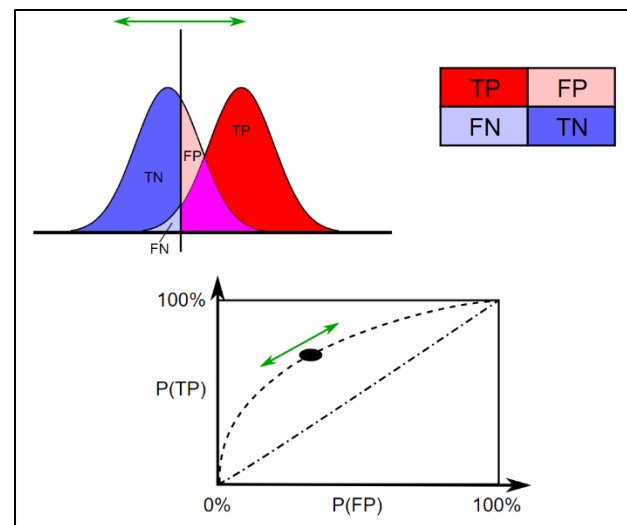 TP FP
FN TN
TN FP TP
FN
100%
P(TP)
0% P(FP) 100%